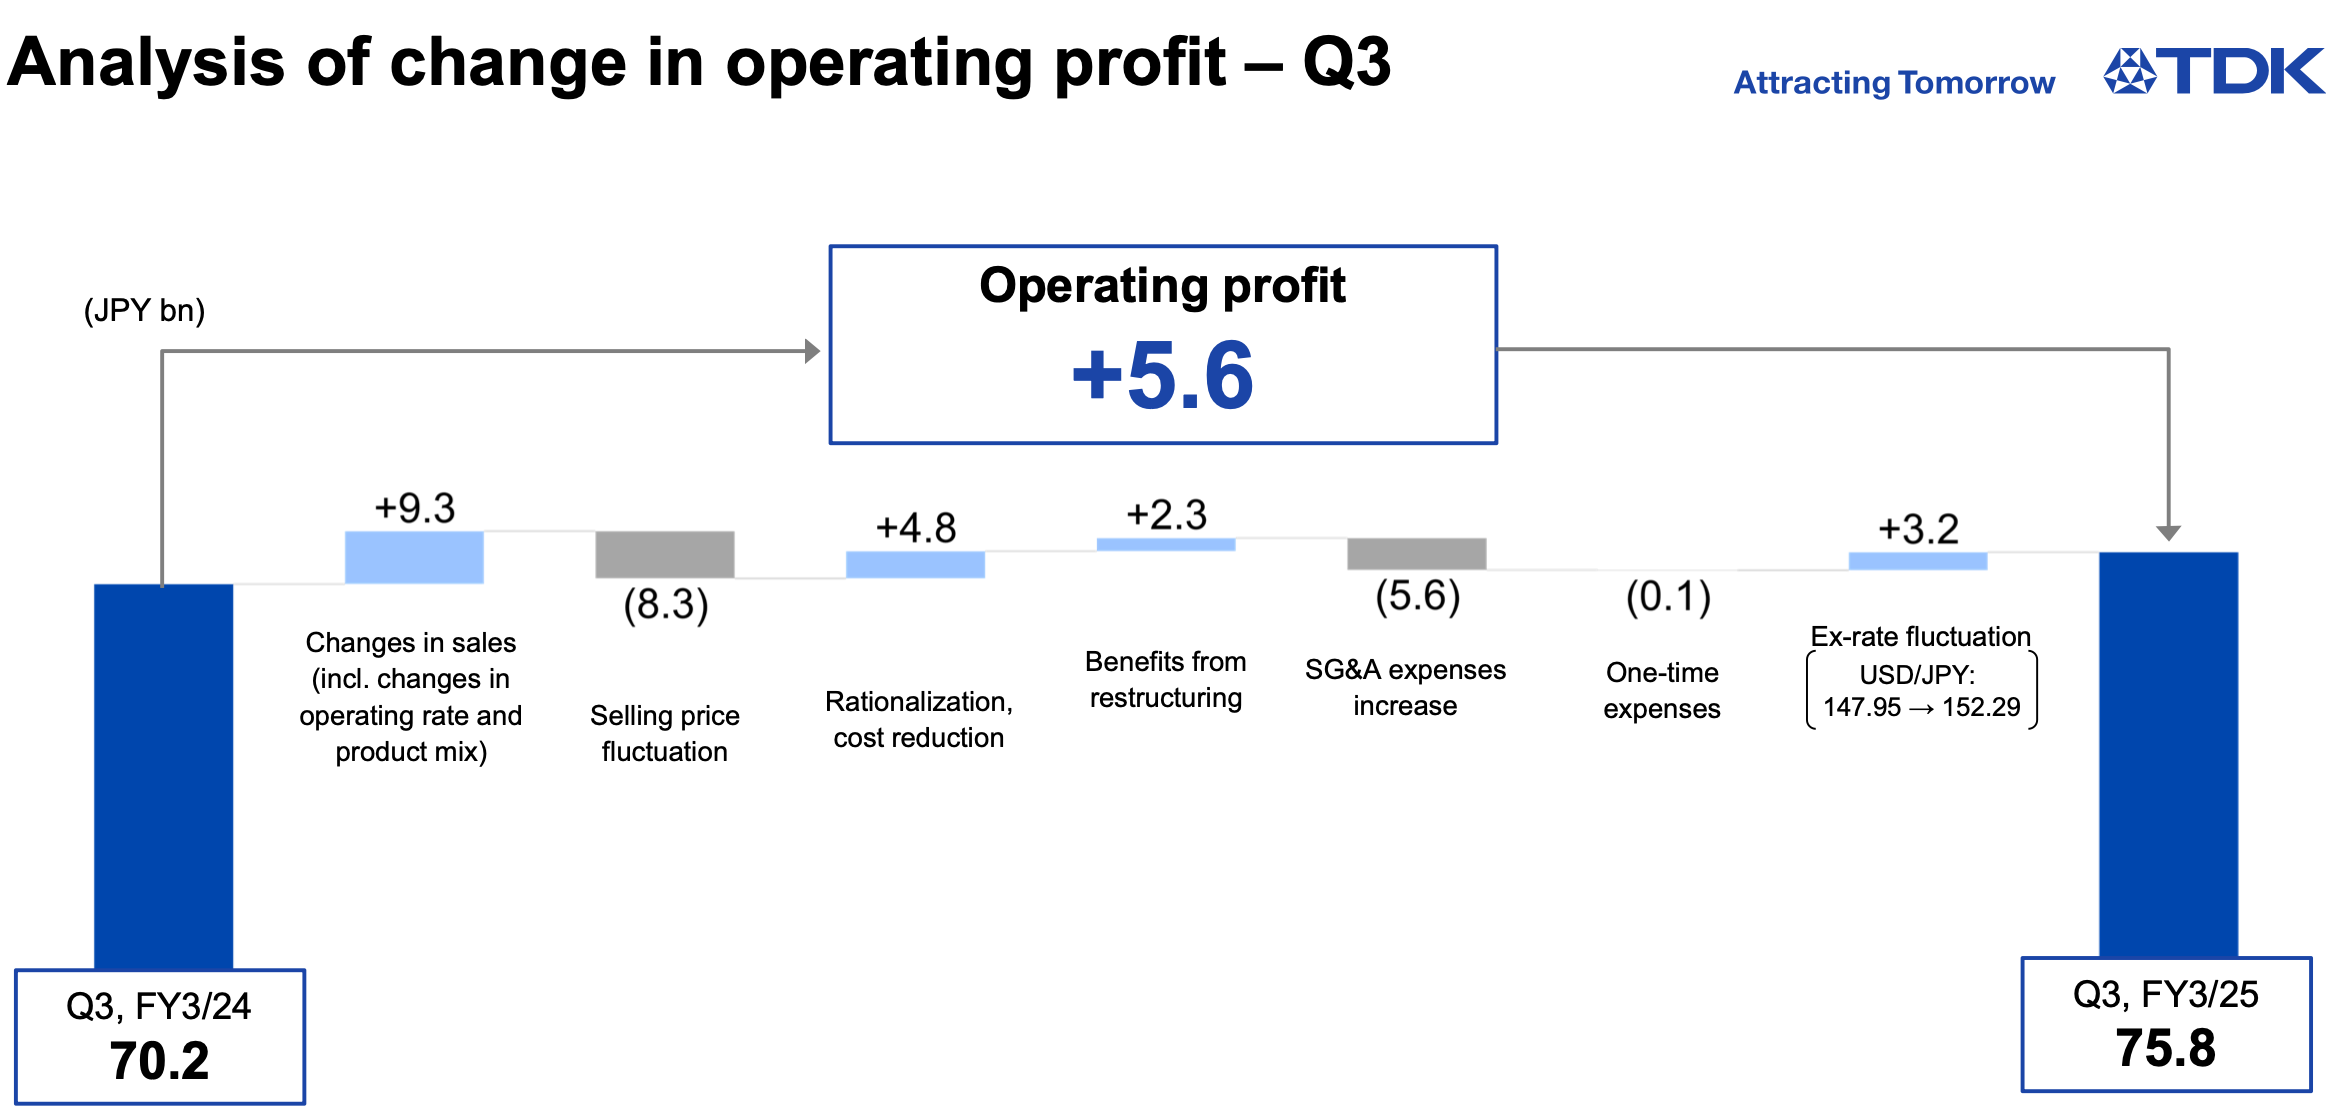 Analysis of change in operating profit – Q3
Attracting Tomorrow
TDK
(JPY bn)
Operating profit
+5.6
+9.3
Changes in sales
(incl. changes in
operating rate and
product mix)
(8.3)
Selling price
fluctuation
+4.8
Rationalization,
cost reduction
+2.3
Benefits from
restructuring
(5.6)
SG&A expenses
increase
(0.1)
One-time
expenses
+3.2
Ex-rate fluctuation
USD/JPY:
147.95 → 152.29
Q3, FY3/24
70.2
Q3, FY3/25
75.8